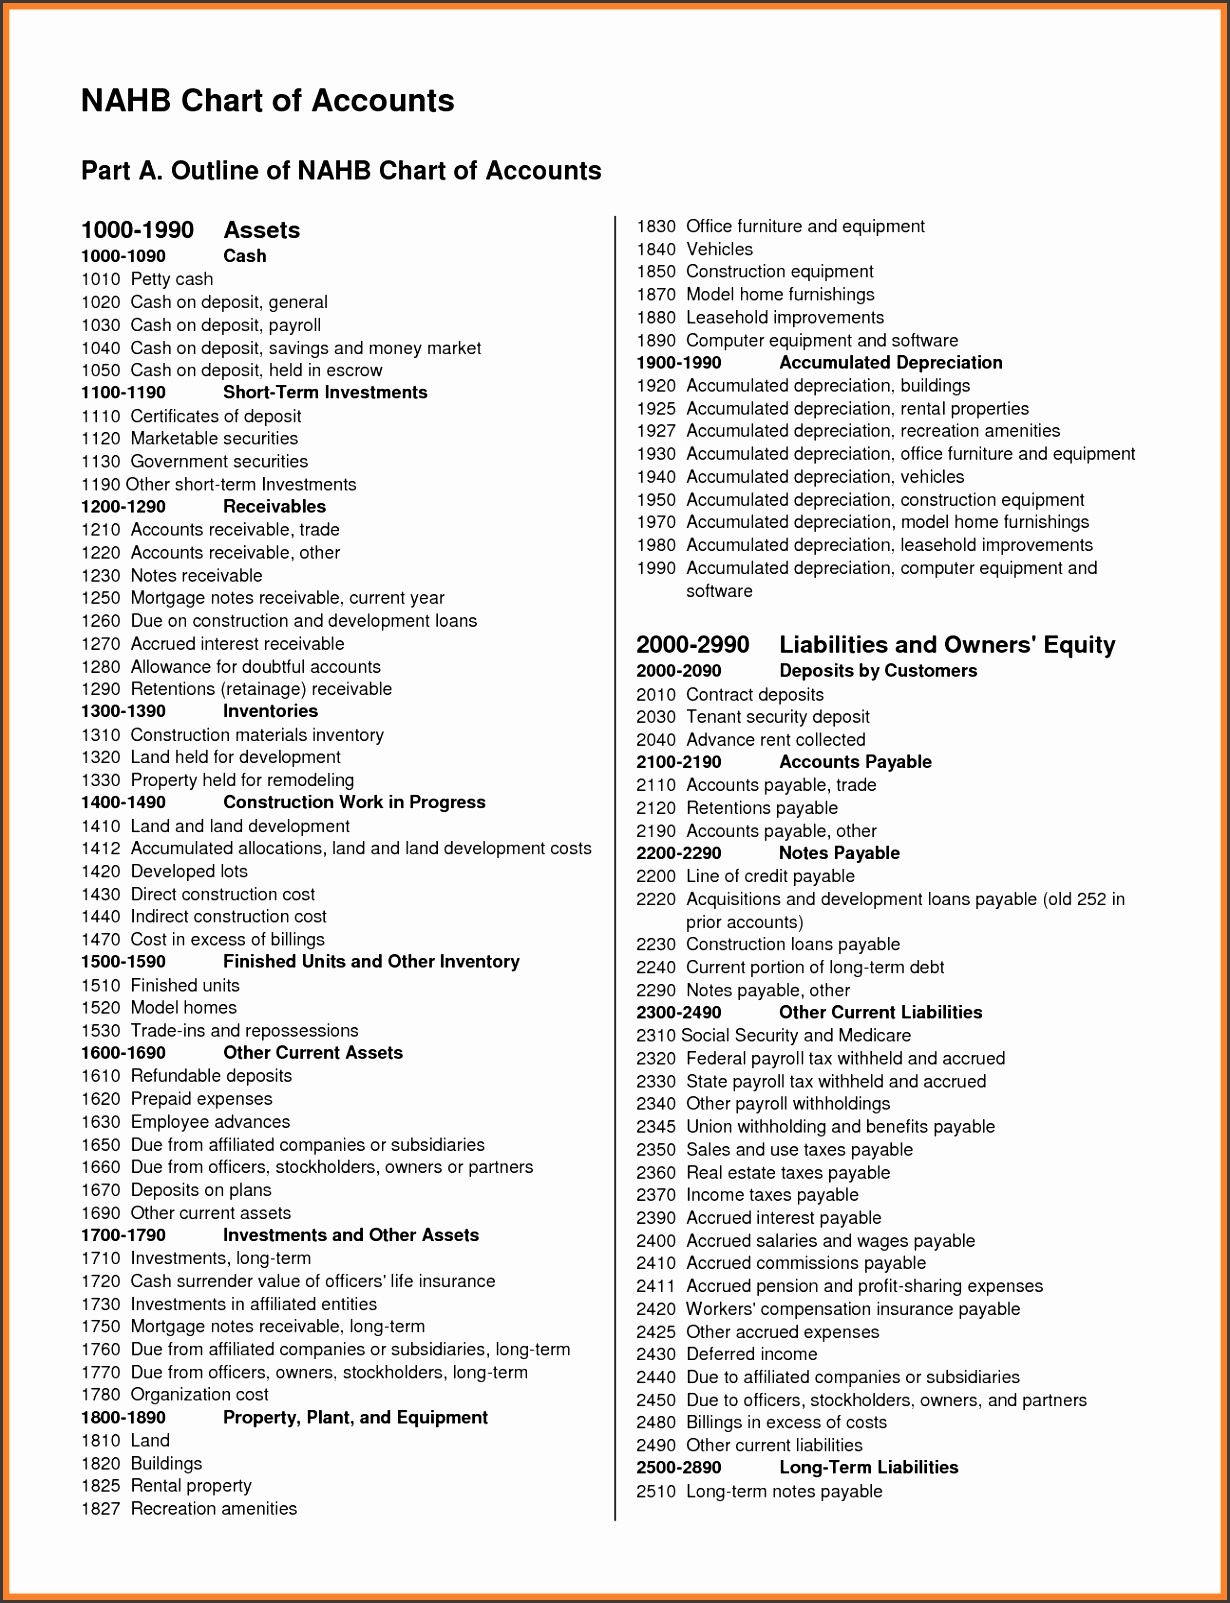 NAHB Chart of Accounts
Part A. Outline of NAHB Chart of Accounts
1000-1990 Assets
1000-1090 Cash
1010 Petty cash
1020 Cash on deposit, general
1030 Cash on deposit, payroll
1040 Cash on deposit, savings and money market
1050 Cash on deposit, held in escrow
1100-1190 Short-Term Investments
1110 Certificates of deposit
1120 Marketable securities
1130 Government securities
1190 Other short-term Investments
1200-1290 Receivables
1210 Accounts receivable, trade
1220 Accounts receivable, other
1230 Notes receivable
1250 Mortgage notes receivable, current year
1260 Due on construction and development loans
1270 Accrued interest receivable
1280 Allowance for doubtful accounts
1290 Retentions (retainage) receivable
1300-1390 Inventories
1310 Construction materials inventory
1320 Land held for development
1330 Property held for remodeling
1400-1490 Construction Work in Progress
1410 Land and land development
1412 Accumulated allocations, land and land development costs
1420 Developed lots
1430 Direct construction cost
1440 Indirect construction cost
1470 Cost in excess of billings
1500-1590 Finished Units and Other Inventory
1510 Finished units
1520 Model homes
1530 Trade-ins and repossessions
1600-1690 Other Current Assets
1610 Refundable deposits
1620 Prepaid expenses
1630 Employee advances
1650 Due from affiliated companies or subsidiaries
1660 Due from officers, stockholders, owners or partners
1670 Deposits on plans
1690 Other current assets
1700-1790 Investments and Other Assets
1710 Investments, long-term
1720 Cash surrender value of officers' life insurance
1730 Investments in affiliated entities
1750 Mortgage notes receivable, long-term
1760 Due from affiliated companies or subsidiaries, long-term
1770 Due from officers, owners, stockholders, long-term
1780 Organization cost
1800-1890 Property, Plant, and Equipment
1810 Land
1820 Buildings
1825 Rental property
1827 Recreation amenities
1830 Office furniture and equipment
1840 Vehicles
1850 Construction equipment
1870 Model home furnishings
1880 Leasehold improvements
1890 Computer equipment and software
1900-1990 Accumulated Depreciation
1920 Accumulated depreciation, buildings
1925 Accumulated depreciation, rental properties
1927 Accumulated depreciation, recreation amenities
1930 Accumulated depreciation, office furniture and equipment
1940 Accumulated depreciation, vehicles
1950 Accumulated depreciation, construction equipment
1970 Accumulated depreciation, model home furnishings
1980 Accumulated depreciation, leasehold improvements
1990 Accumulated depreciation, computer equipment and
software
2000-2990 Liabilities and Owners' Equity
2000-2090 Deposits by Customers
2010 Contract deposits
2030 Tenant security deposit
2040 Advance rent collected
2100-2190 Accounts Payable
2110 Accounts payable, trade
2120 Retentions payable
2190 Accounts payable, other
2200-2290 Notes Payable
2200 Line of credit payable
2220 Acquisitions and development loans payable (old 252 in
prior accounts)
2230 Construction loans payable
2240 Current portion of long-term debt
2290 Notes payable, other
2300-2490 Other Current Liabilities
2310 Social Security and Medicare
2320 Federal payroll tax withheld and accrued
2330 State payroll tax withheld and accrued
2340 Other payroll withholdings
2345 Union withholding and benefits payable
2350 Sales and use taxes payable
2360 Real estate taxes payable
2370 Income taxes payable
2390 Accrued interest payable
2400 Accrued salaries and wages payable
2410 Accrued commissions payable
2411 Accrued pension and profit-sharing expenses
2420 Workers' compensation insurance payable
2425 Other accrued expenses
2430 Deferred income
2440 Due to affiliated companies or subsidiaries
2450 Due to officers, stockholders, owners, and partners
2480 Billings in excess of costs
2490 Other current liabilities
2500-2890 Long-Term Liabilities
2510 Long-term notes payable